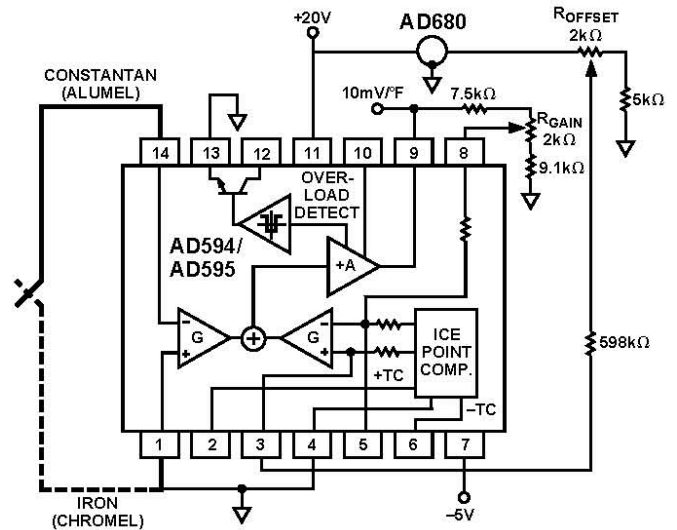 +20V
AD680
R_OFFSET
2kΩ
CONSTANTAN
(ALUMEL)
10mV/°F
7.5kΩ
5kΩ
R_GAIN
2kΩ
9.1kΩ
14
13
12
11
10
9
8
OVER-
LOAD
DETECT
AD594/
AD595
+A
–
G
+
+
G
–
+
ICE
POINT
COMP.
+TC
–TC
598kΩ
1
2
3
4
5
6
7
IRON
(CHROMEL)
–5V